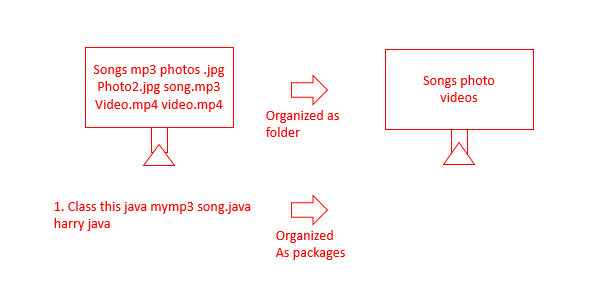 Songs mp3 photos .jpg
Photo2.jpg song.mp3
Video.mp4 video.mp4
Organized as
folder
Songs photo
videos
1. Class this java mymp3 song.java
harry java
Organized
As packages